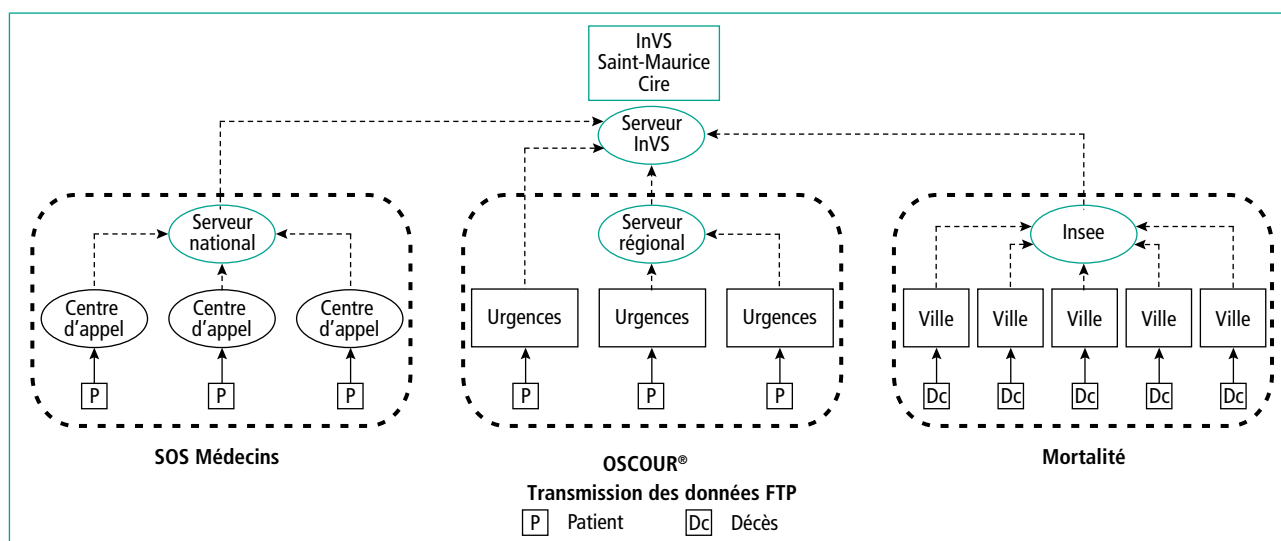 InVS
Saint-Maurice
Cire
Serveur
InVS
Serveur
national
Centre
d'appel
Centre
d'appel
Centre
d'appel
P
P
P
SOS Médecins
Serveur
régional
Urgences
Urgences
Urgences
P
P
P
OSCOUR®
Insee
Ville
Ville
Ville
Ville
Ville
Dc
Dc
Dc
Dc
Dc
Mortalité
Transmission des données FTP
P Patient
Dc Décès